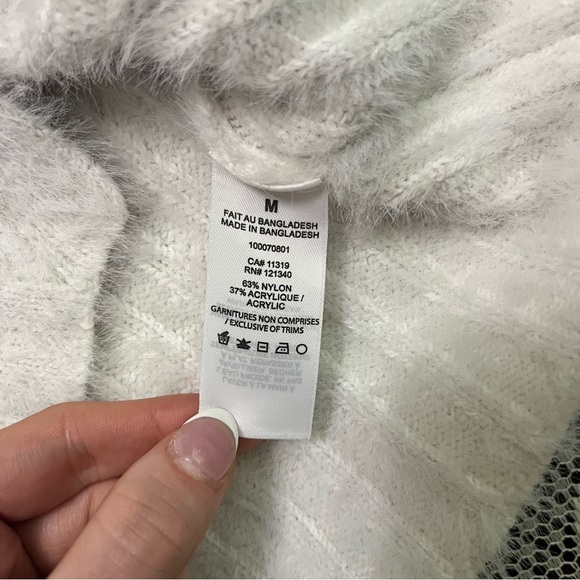 M
FAIT AU BANGLADESH
MADE IN BANGLADESH
100070801
CA# 11319
RN# 121340
63% NYLON
37% ACRYLIQUE /
ACRYLIC
GARNITURES NON COMPRISES
/ EXCLUSIVE OF TRIMS